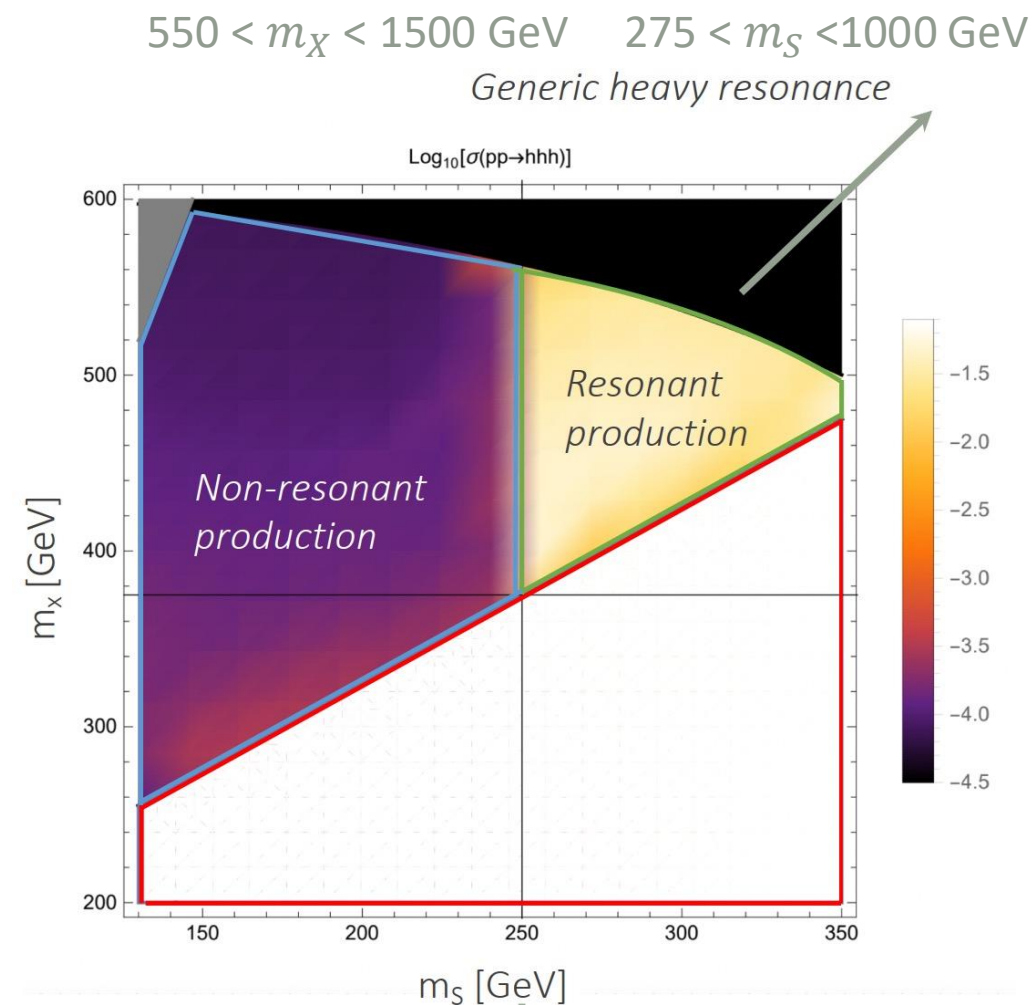 550 < m_X < 1500 GeV 275 < m_S <1000 GeV
Generic heavy resonance
Log₁₀[σ(pp→hhh)]
600
500
400
300
200
m_x [GeV]
Resonant
production
Non-resonant
production
−1.5
−2.0
−2.5
−3.0
−3.5
−4.0
−4.5
150 200 250 300 350
m_S [GeV]